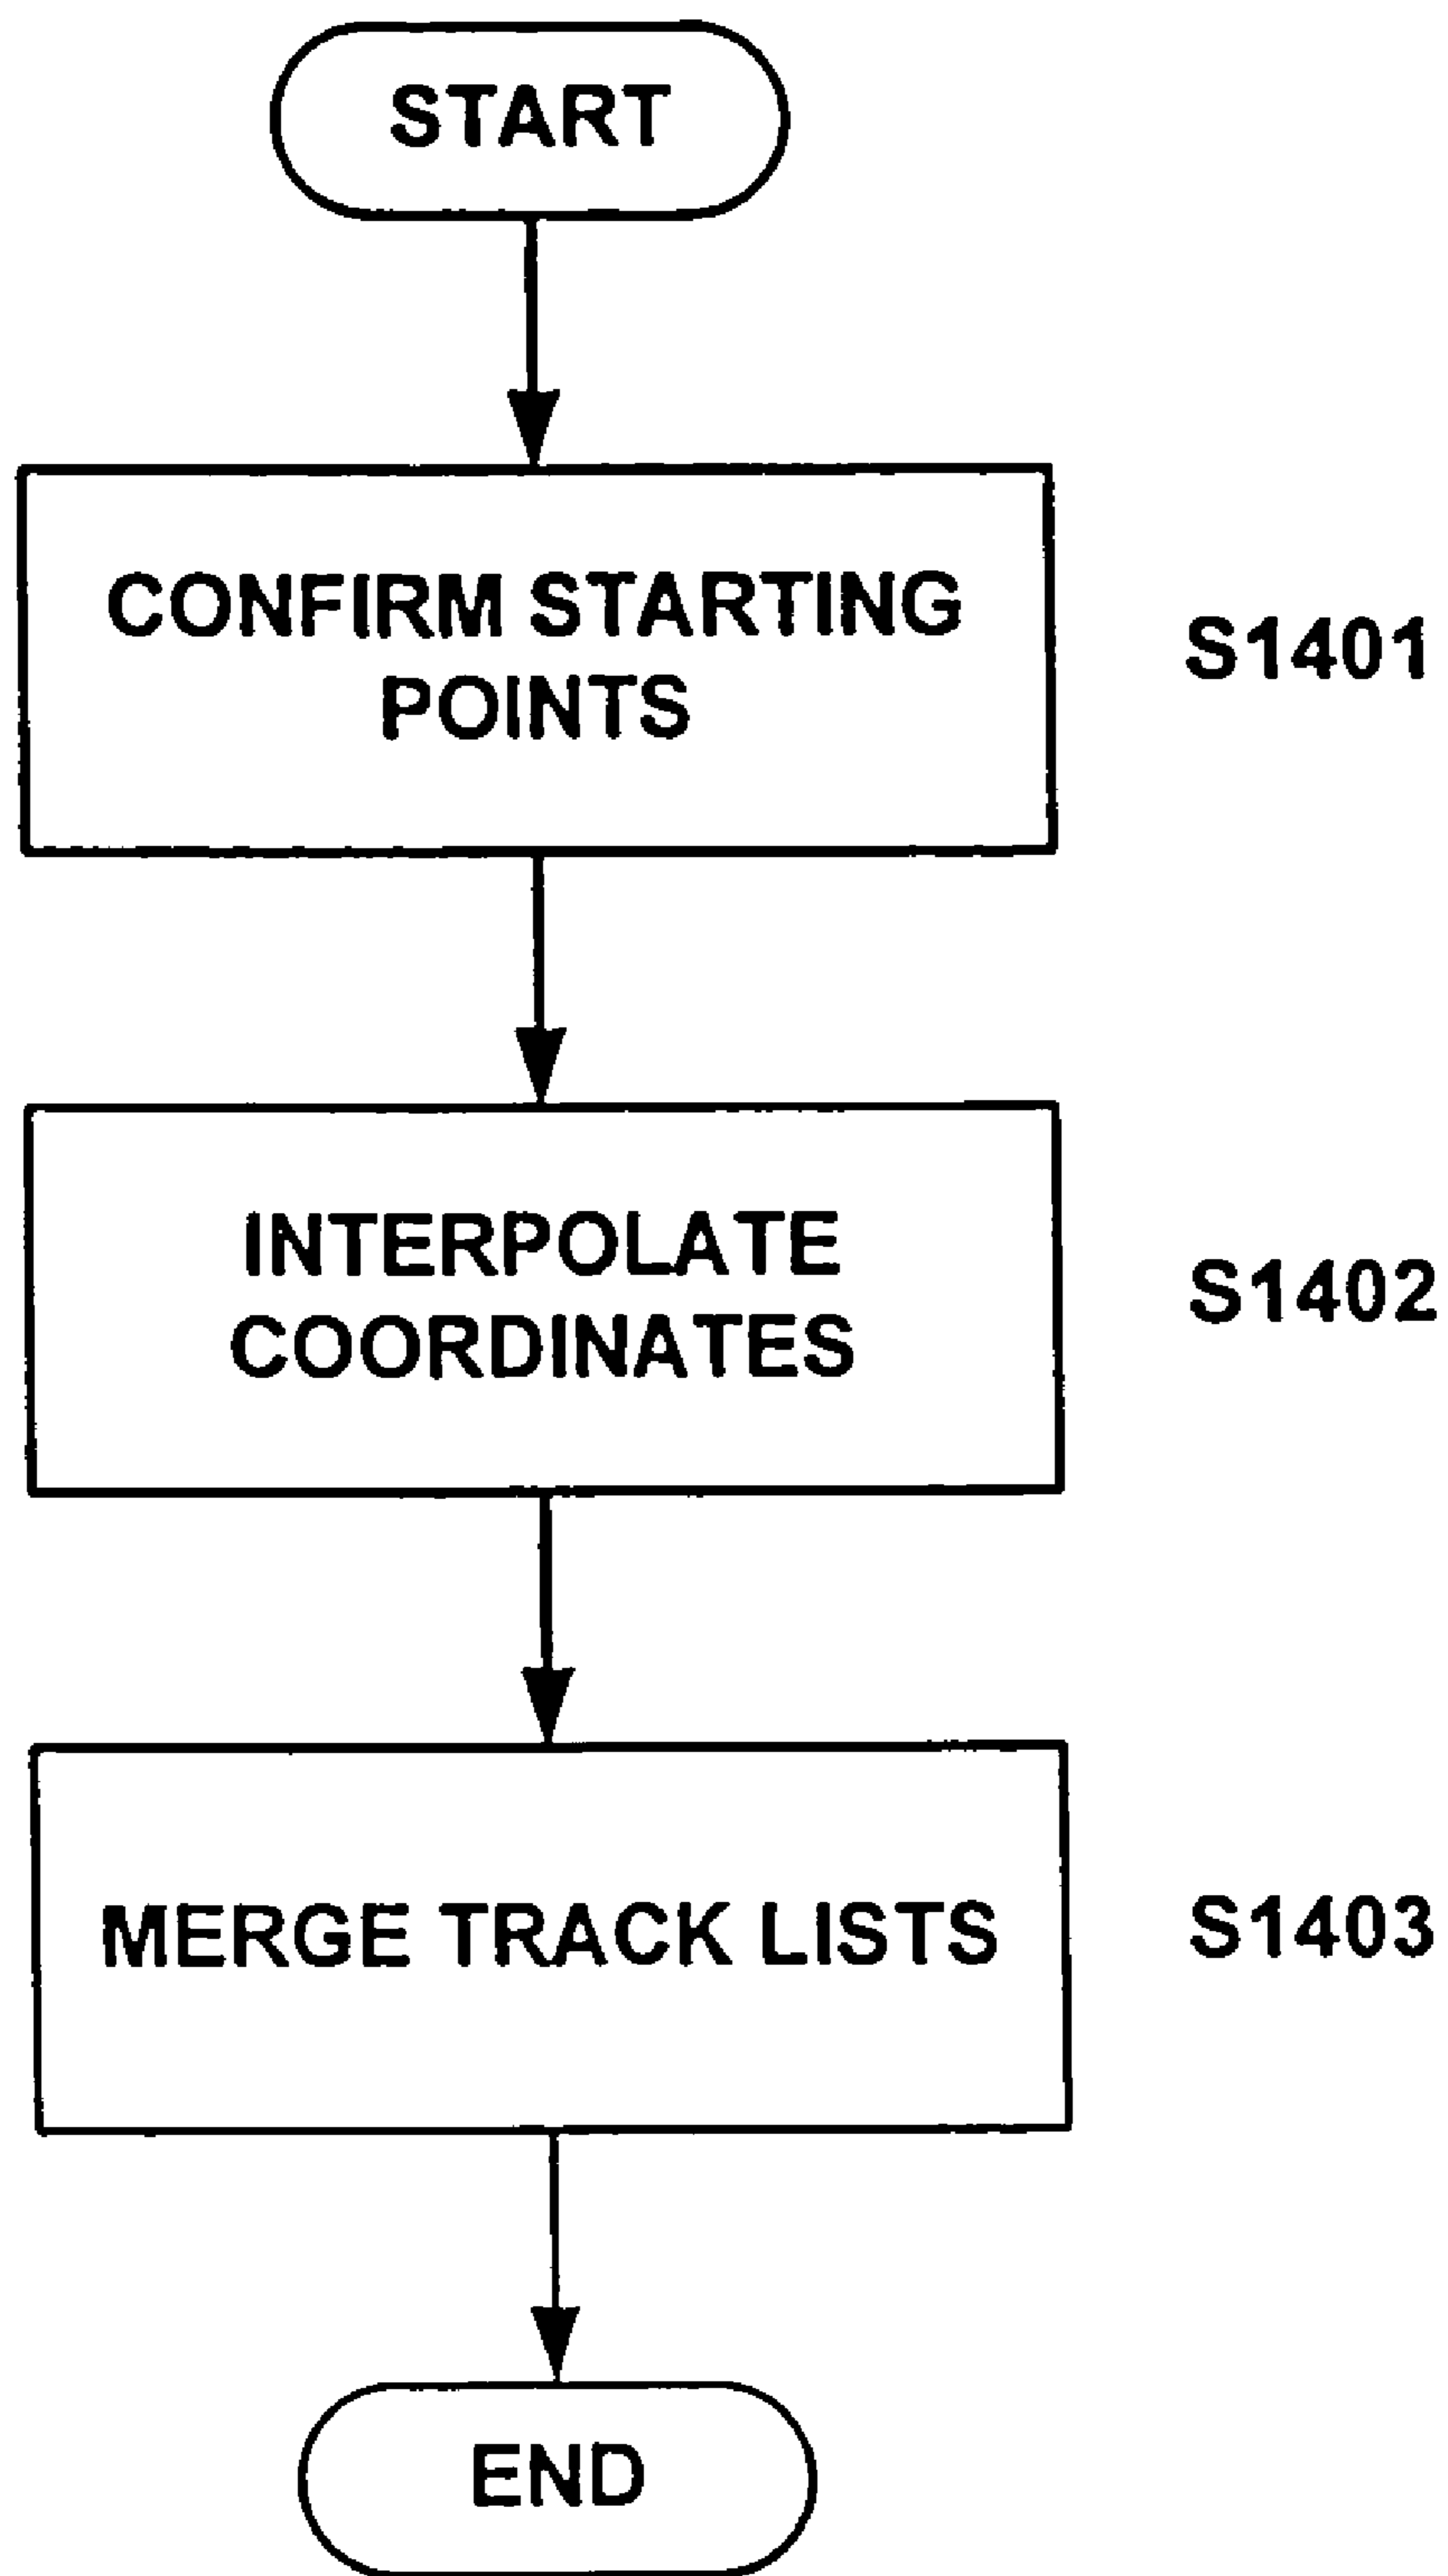 START
CONFIRM STARTING
POINTS
S1401
INTERPOLATE
COORDINATES
S1402
MERGE TRACK LISTS
S1403
END